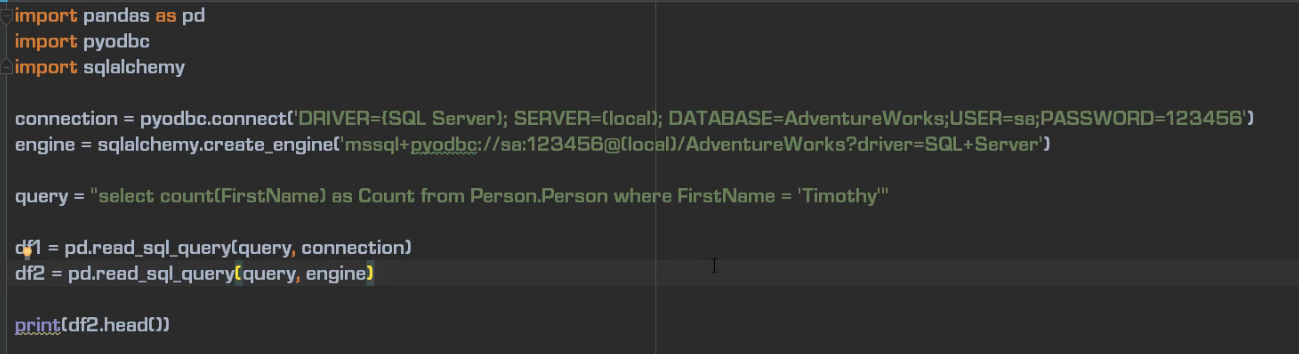 import pandas as pd
import pyodbc
import sqlalchemy
connection = pyodbc.connect('DRIVER={SQL Server}; SERVER=(local); DATABASE=AdventureWorks;USER=sa;PASSWORD=123456')
engine = sqlalchemy.create_engine('mssql+pyodbc://sa:123456@(local)/AdventureWorks?driver=SQL+Server')
query = "select count(FirstName) as Count from Person.Person where FirstName = 'Timothy'"
df1 = pd.read_sql_query(query, connection)
df2 = pd.read_sql_query(query, engine)
print(df2.head())